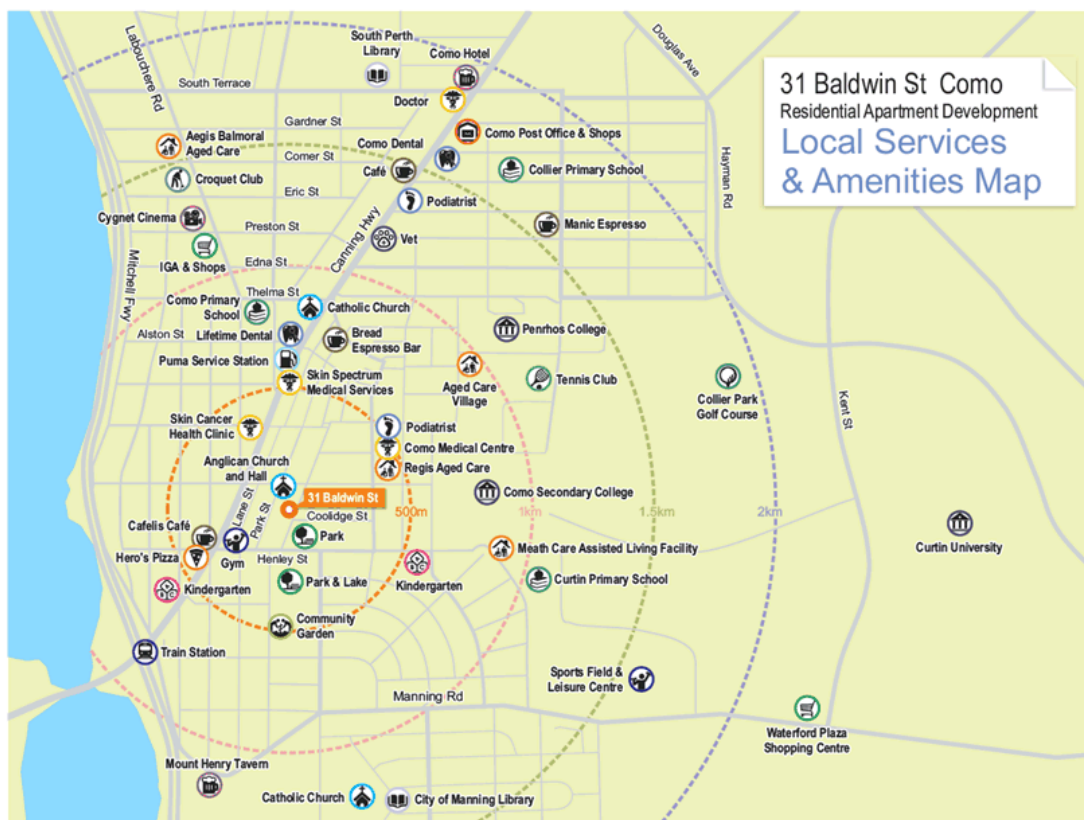 31 Baldwin St Como
Residential Apartment Development
Local Services
& Amenities Map
Labouchere Rd
South Perth
Library
Como Hotel
Douglas Ave
South Terrace
Doctor
Gardner St
Como Post Office & Shops
Aegis Balmoral
Aged Care
Como Dental
Comer St
Café
Collier Primary School
Hayman Rd
Croquet Club
Eric St
Podiatrist
Cygnet Cinema
Preston St
Canning Hwy
Manic Espresso
Vet
Mitchell Fwy
IGA & Shops
Edna St
Thelma St
Como Primary
School
Catholic Church
Alston St
Lifetime Dental
Bread
Espresso Bar
Penrhos College
Puma Service Station
Skin Spectrum
Medical Services
Aged Care
Village
Tennis Club
Collier Park
Golf Course
Kent St
Skin Cancer
Health Clinic
Podiatrist
Como Medical Centre
Anglican Church
and Hall
Regis Aged Care
31 Baldwin St
Como Secondary College
Lane St
Park St
Coolidge St
500m
1km
1.5km
2km
Cafelis Café
Park
Curtin University
Hero's Pizza
Gym
Henley St
Meath Care Assisted Living Facility
Kindergarten
Park & Lake
Kindergarten
Curtin Primary School
Community
Garden
Train Station
Sports Field &
Leisure Centre
Manning Rd
Waterford Plaza
Shopping Centre
Mount Henry Tavern
Catholic Church
City of Manning Library